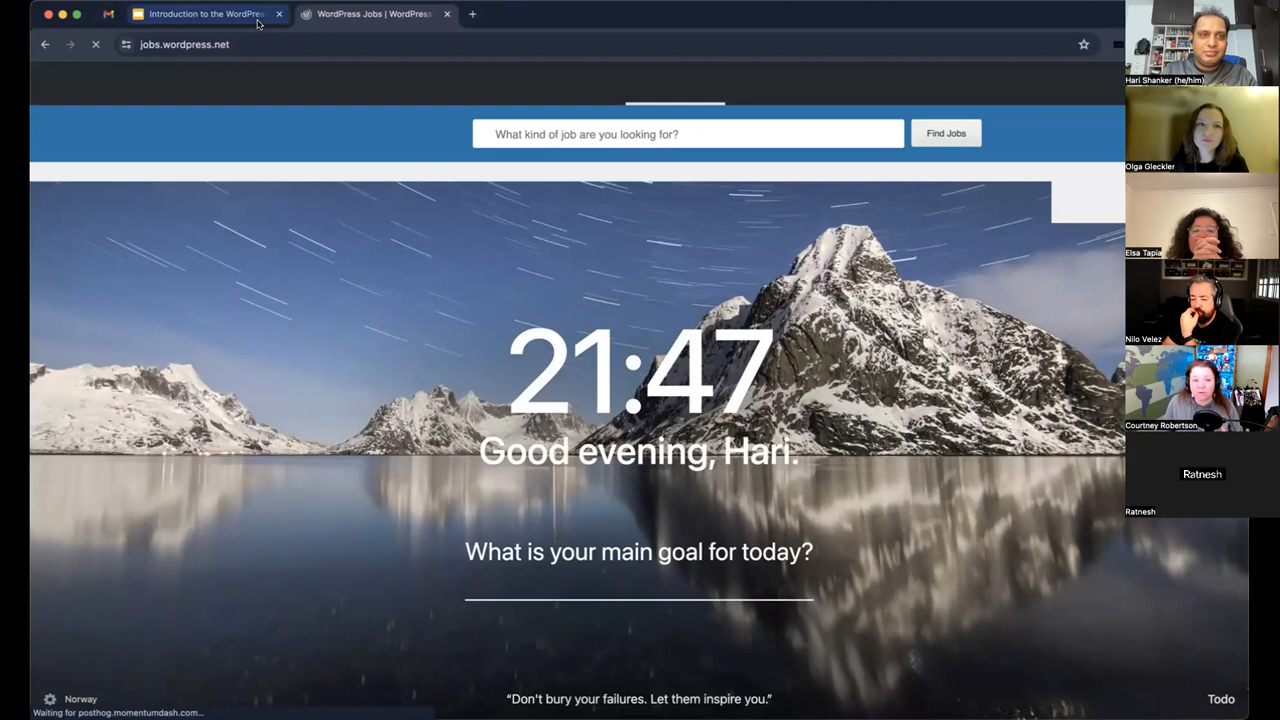 Introduction to the WordPres
WordPress Jobs | WordPress
jobs.wordpress.net
What kind of job are you looking for?
Find Jobs
21:47
Good evening, Hari.
What is your main goal for today?
Norway
"Don't bury your failures. Let them inspire you."
Todo
Waiting for posthog.momentumdash.com...
Hari Shanker (he/him)
Olga Gleckler
Elsa Tapia
Nilo Velez
Courtney Robertson
Ratnesh
Ratnesh